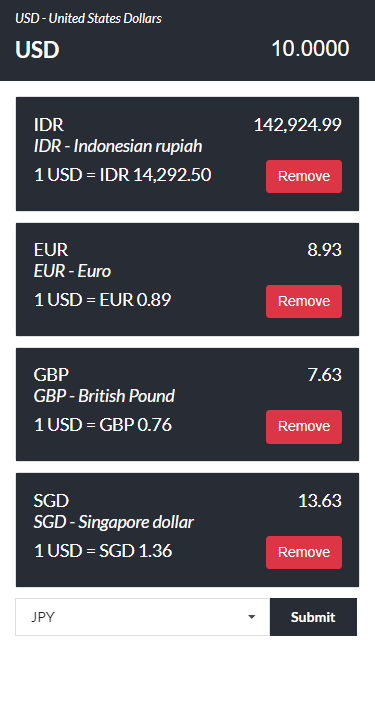 USD - United States Dollars
USD 10.0000
IDR 142,924.99
IDR - Indonesian rupiah
1 USD = IDR 14,292.50 Remove
EUR 8.93
EUR - Euro
1 USD = EUR 0.89 Remove
GBP 7.63
GBP - British Pound
1 USD = GBP 0.76 Remove
SGD 13.63
SGD - Singapore dollar
1 USD = SGD 1.36 Remove
JPY Submit